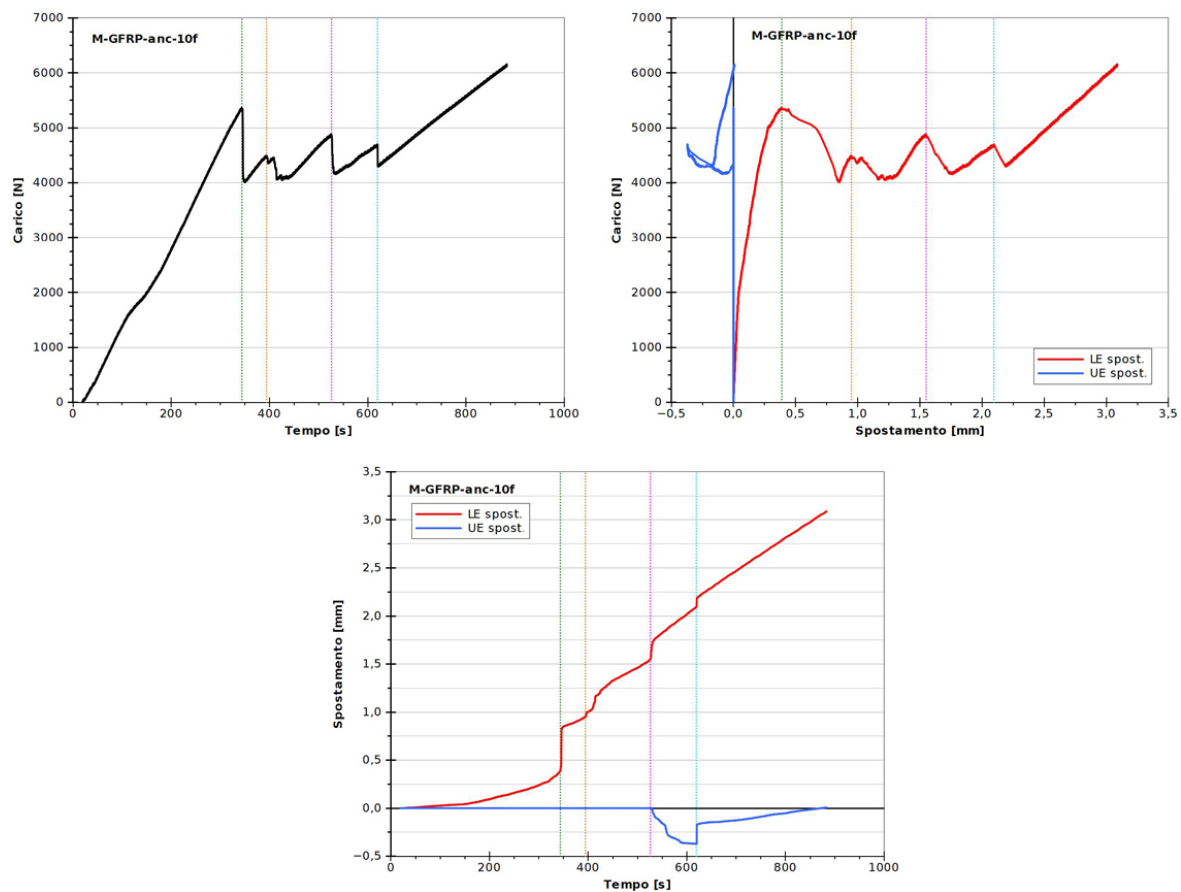 M-GFRP-anc-10f
Carico [N]
7000
6000
5000
4000
3000
2000
1000
0
0 200 400 600 800 1000
Tempo [s]
M-GFRP-anc-10f
Carico [N]
7000
6000
5000
4000
3000
2000
1000
0
LE spost.
UE spost.
-0,5 0,0 0,5 1,0 1,5 2,0 2,5 3,0 3,5
Spostamento [mm]
M-GFRP-anc-10f
LE spost.
UE spost.
Spostamento [mm]
3,5
3,0
2,5
2,0
1,5
1,0
0,5
0,0
-0,5
0 200 400 600 800 1000
Tempo [s]